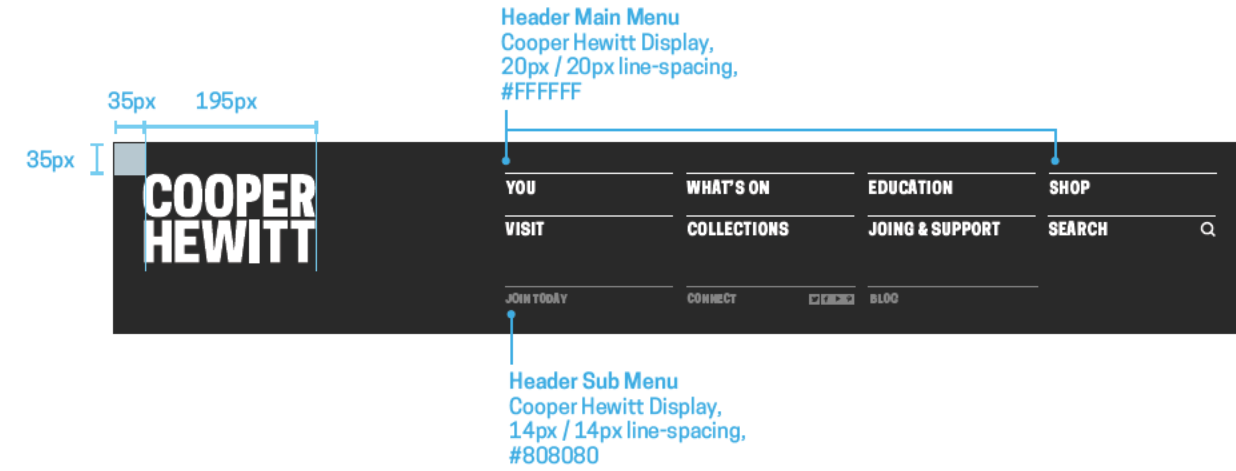 Header Main Menu
Cooper Hewitt Display,
20px / 20px line-spacing,
#FFFFFF
35px 195px
35px
COOPER
HEWITT
YOU WHAT'S ON EDUCATION SHOP
VISIT COLLECTIONS JOING & SUPPORT SEARCH
JOIN TODAY CONNECT BLOG
Header Sub Menu
Cooper Hewitt Display,
14px / 14px line-spacing,
#808080